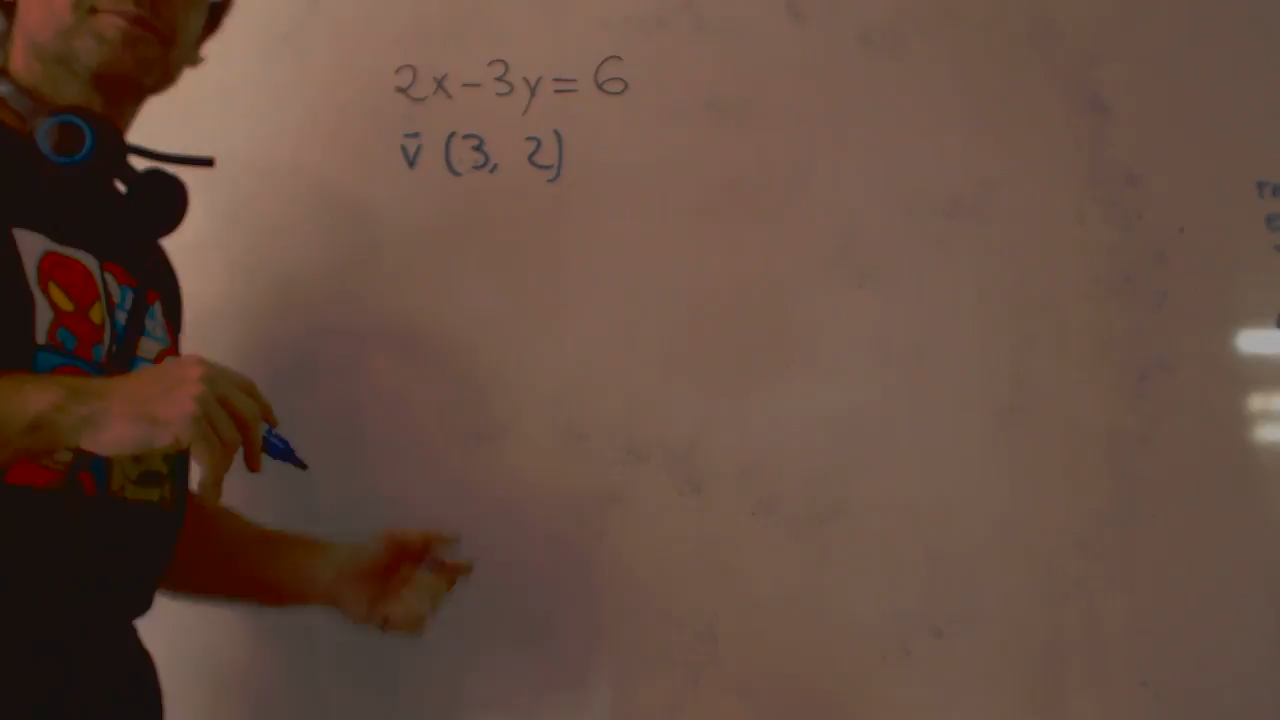 2x-3y=6
v̄ (3, 2)